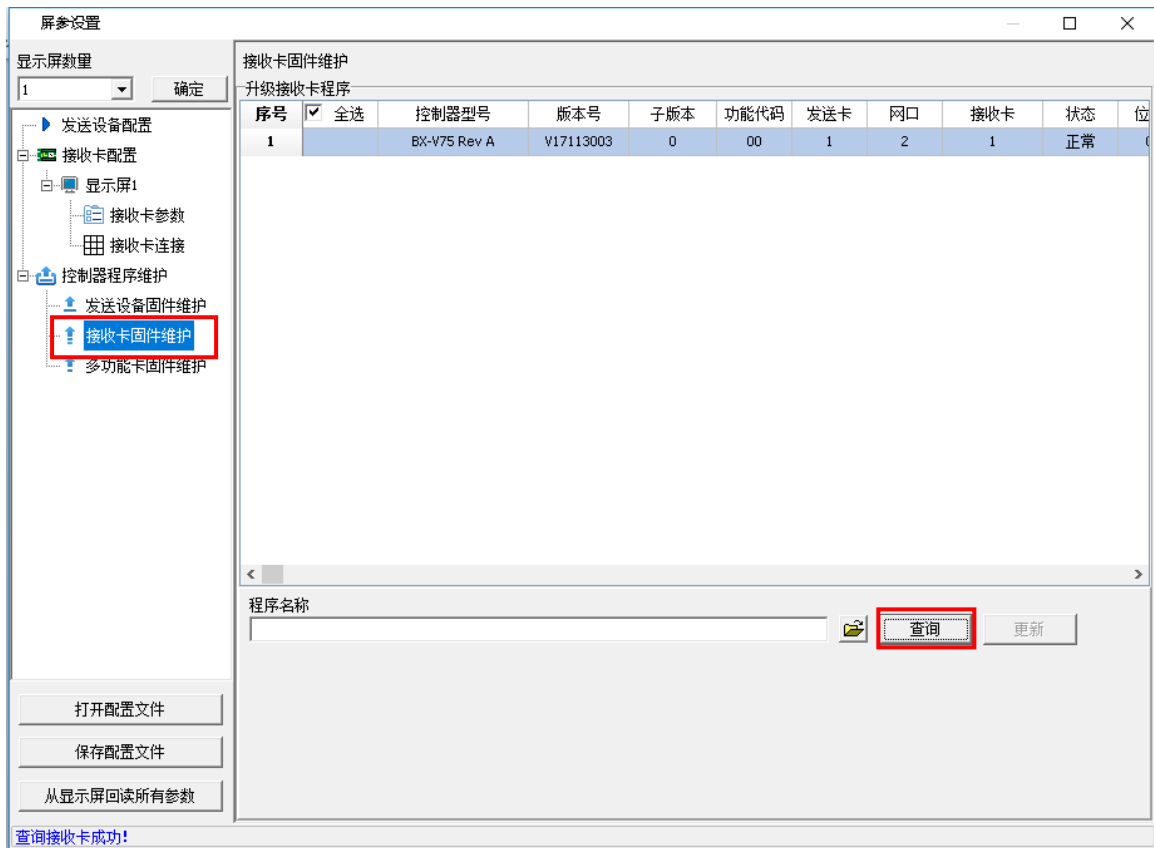 屏参设置
显示屏数量
1
确定
发送设备配置
接收卡配置
显示屏1
接收卡参数
接收卡连接
控制器程序维护
发送设备固件维护
接收卡固件维护
多功能卡固件维护
打开配置文件
保存配置文件
从显示屏回读所有参数
接收卡固件维护
升级接收卡程序
序号 全选 控制器型号 版本号 子版本 功能代码 发送卡 网口 接收卡 状态 位
1 BX-V75 Rev A V17113003 0 00 1 2 1 正常
程序名称
查询 更新
查询接收卡成功!